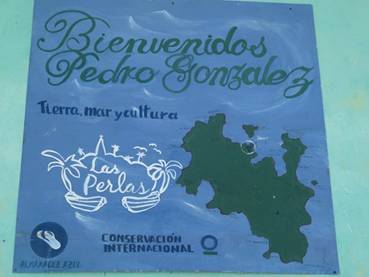 Bienvenidos
Pedro Gonzalez
Tierra, mar y cultura
Las
Perlas
CONSERVACIÓN
INTERNACIONAL